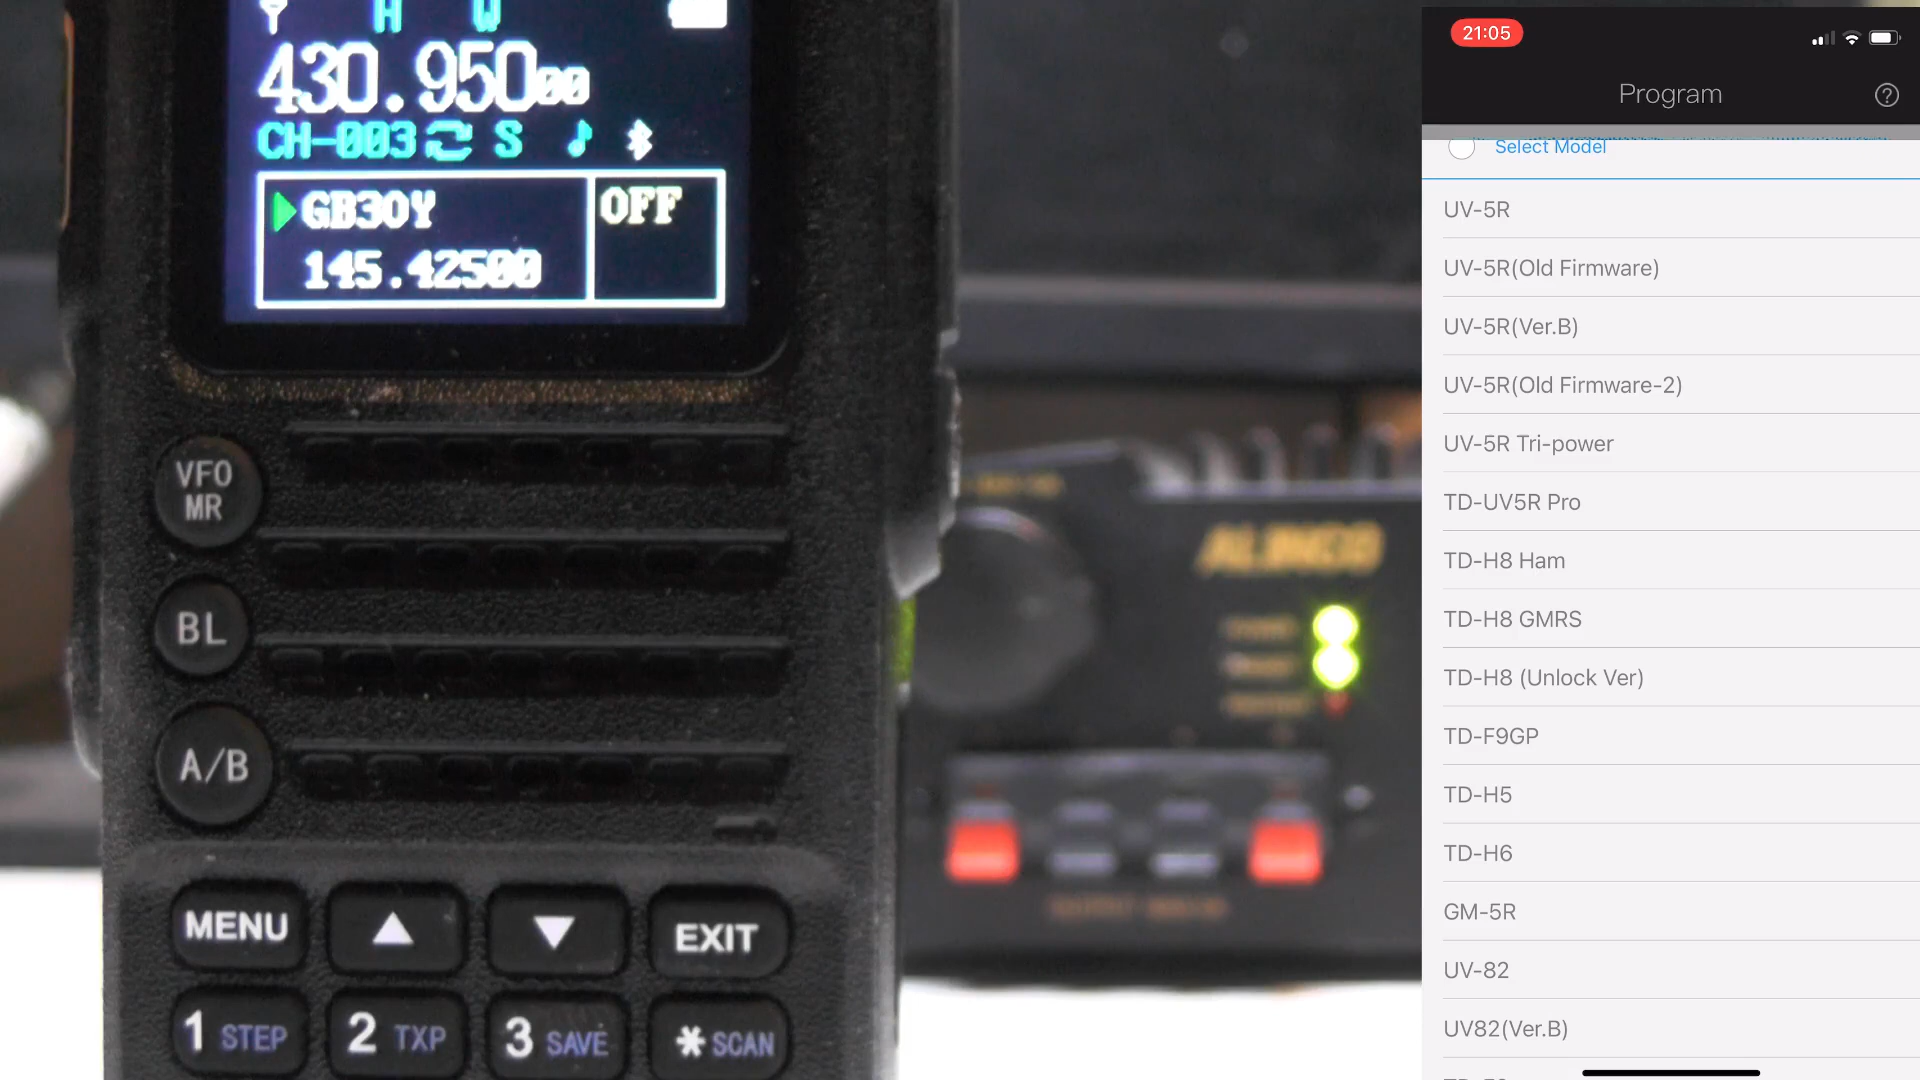 H W
430.95000
CH-003 S
GB3OY OFF
145.42500
VFO
MR
BL
A/B
MENU ▲ ▼ EXIT
1 STEP 2 TXP 3 SAVE * SCAN
ALINCO
21:05
Program
Select Model
UV-5R
UV-5R(Old Firmware)
UV-5R(Ver.B)
UV-5R(Old Firmware-2)
UV-5R Tri-power
TD-UV5R Pro
TD-H8 Ham
TD-H8 GMRS
TD-H8 (Unlock Ver)
TD-F9GP
TD-H5
TD-H6
GM-5R
UV-82
UV82(Ver.B)